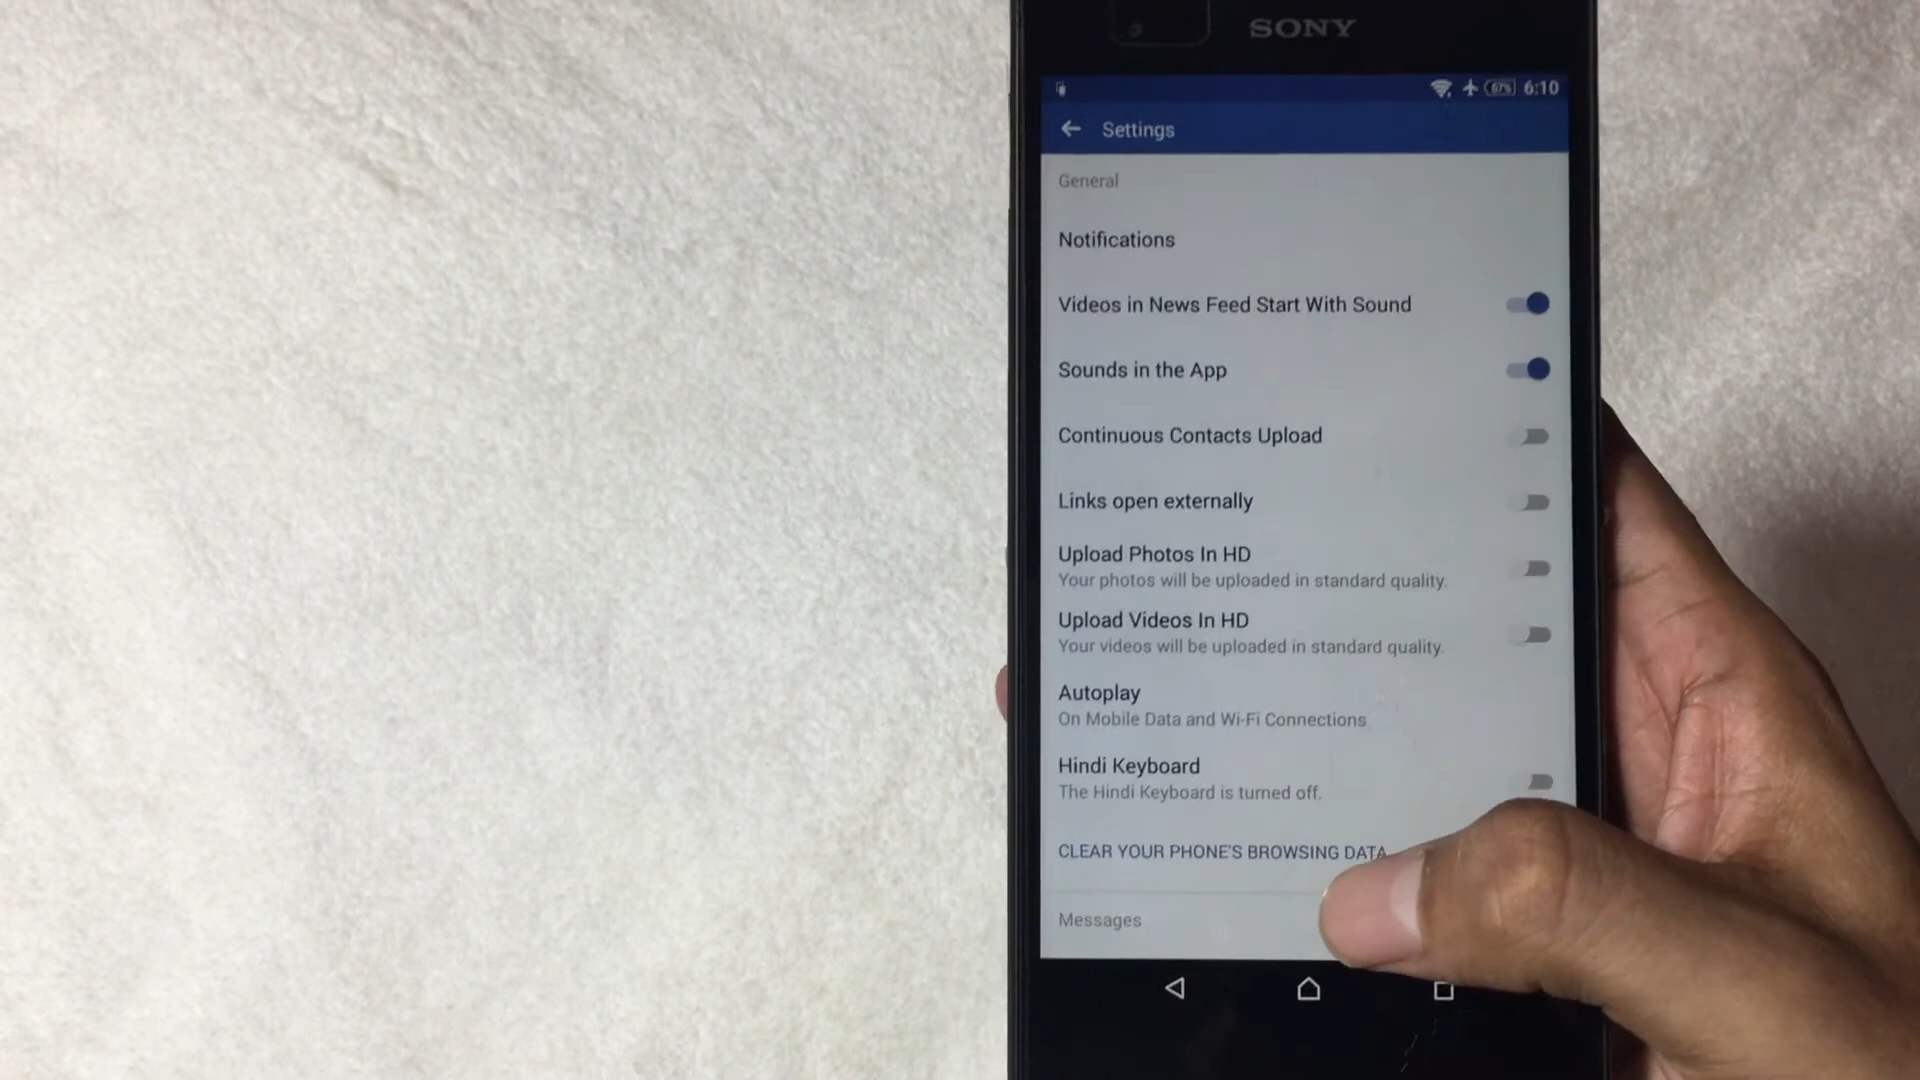 SONY
67% 6:10
Settings
General
Notifications
Videos in News Feed Start With Sound
Sounds in the App
Continuous Contacts Upload
Links open externally
Upload Photos In HD
Your photos will be uploaded in standard quality.
Upload Videos In HD
Your videos will be uploaded in standard quality.
Autoplay
On Mobile Data and Wi-Fi Connections
Hindi Keyboard
The Hindi Keyboard is turned off.
CLEAR YOUR PHONE'S BROWSING DATA
Messages